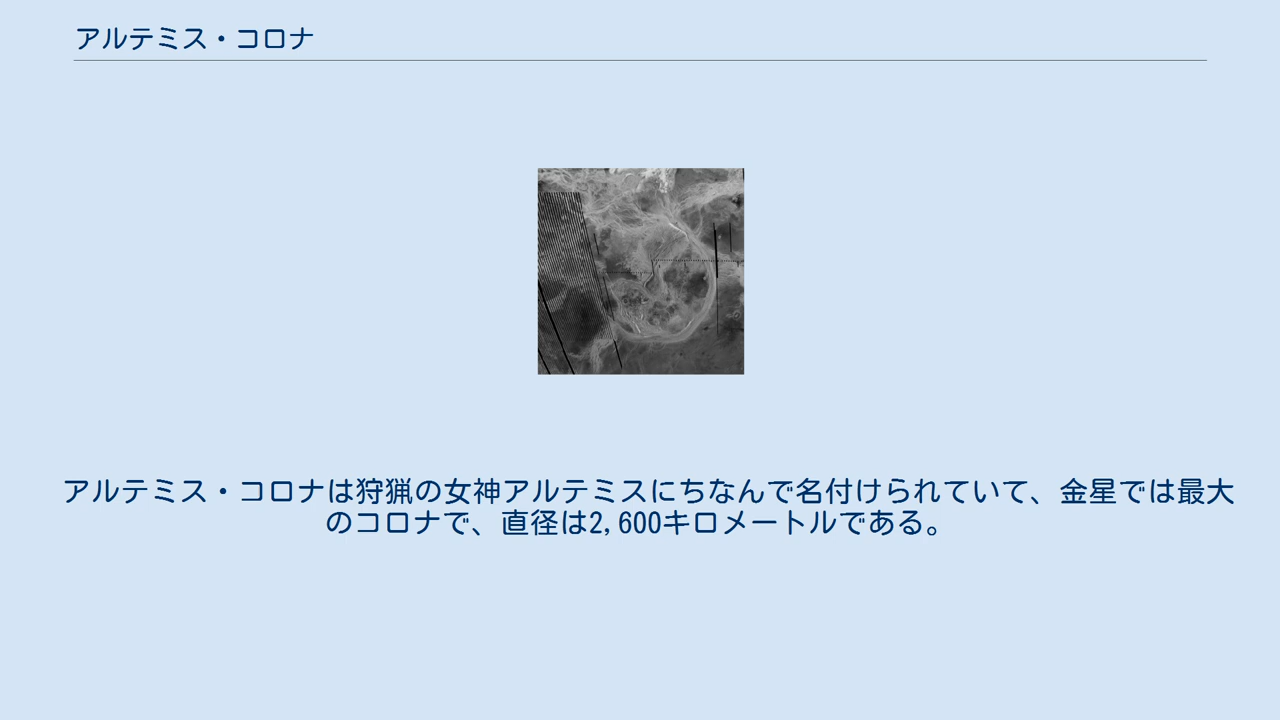 アルテミス・コロナ
アルテミス・コロナは狩猟の女神アルテミスにちなんで名付けられていて、金星では最大
のコロナで、直径は2,600キロメートルである。